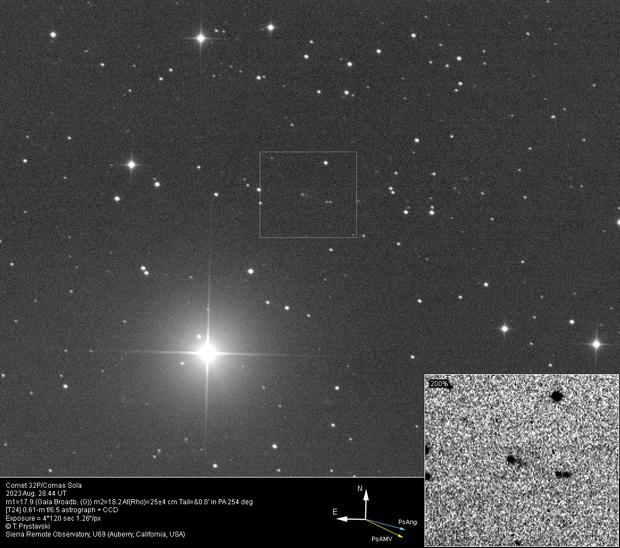 200%
Comet 32P/Comas Sola
2023 Aug. 28.44 UT
m1=17.9 (Gaia Broadb. (G)) m2=18.2 Af(Rho)=25±4 cm Tail=&0.8' in PA 254 deg
[T24] 0.61-m f/6.5 astrograph + CCD
Exposure = 4*120 sec 1.26"/px
© T. Prystavski
Sierra Remote Observatory, U69 (Auberry, California, USA)
N
E
PsAng
PsAMV